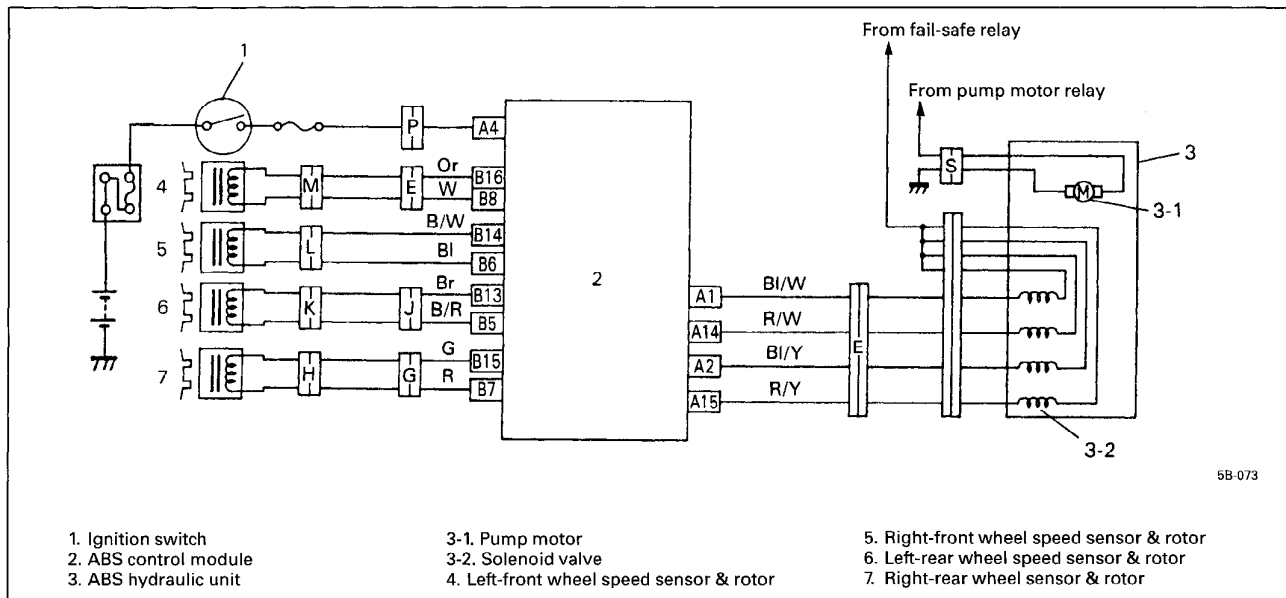 From fail-safe relay
1
From pump motor relay
P
A4
S
3
M
3-1
4
M
E
Or
W
B16
B8
5
L
B/W
Bl
B14
B6
2
6
K
J
Br
B/R
B13
B5
A1
Bl/W
R/W
A14
E
Bl/Y
A2
R/Y
A15
7
H
G
G
R
B15
B7
3-2
5B-073
1. Ignition switch
2. ABS control module
3. ABS hydraulic unit
3-1. Pump motor
3-2. Solenoid valve
4. Left-front wheel speed sensor & rotor
5. Right-front wheel speed sensor & rotor
6. Left-rear wheel speed sensor & rotor
7. Right-rear wheel sensor & rotor